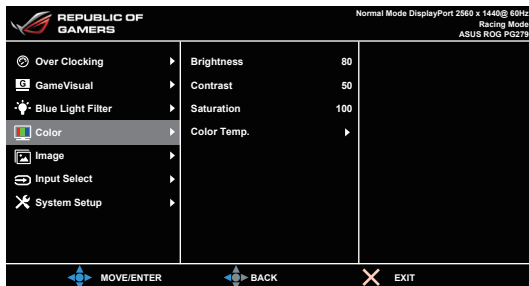 REPUBLIC OF
GAMERS
Normal Mode DisplayPort 2560 x 1440@ 60Hz
Racing Mode
ASUS ROG PG279
Over Clocking
G GameVisual
Blue Light Filter
Color
Image
Input Select
System Setup
Brightness 80
Contrast 50
Saturation 100
Color Temp.
MOVE/ENTER BACK EXIT